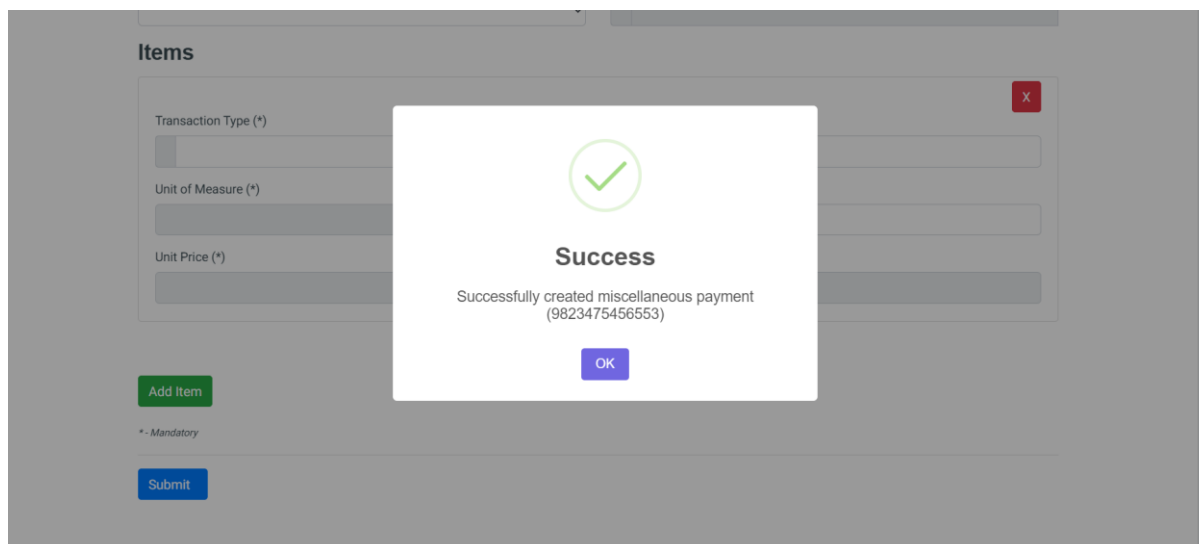 Items
X
Transaction Type (*)
Unit of Measure (*)
Unit Price (*)
Success
Successfully created miscellaneous payment
(9823475456553)
OK
Add Item
* - Mandatory
Submit